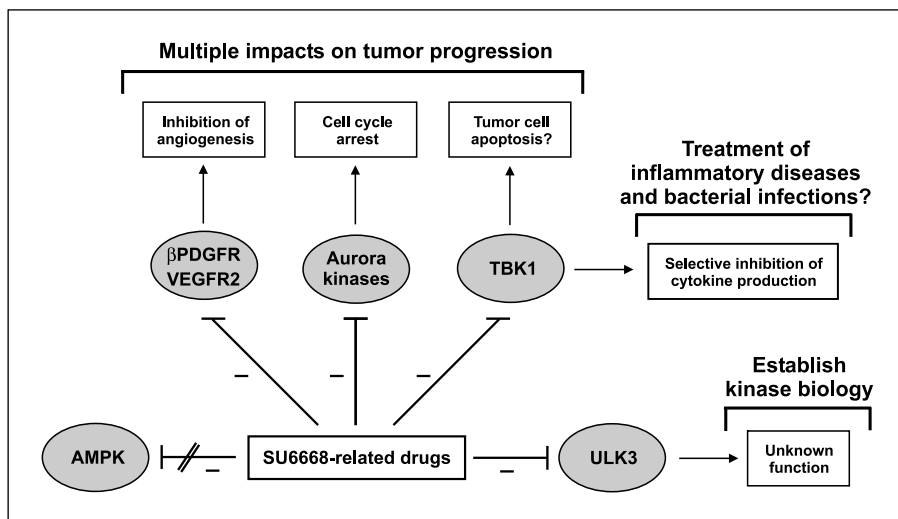 Multiple impacts on tumor progression
Inhibition of
angiogenesis
Cell cycle
arrest
Tumor cell
apoptosis?
Treatment of
inflammatory diseases
and bacterial infections?
βPDGFR
VEGFR2
Aurora
kinases
TBK1
Selective inhibition of
cytokine production
–
–
–
Establish
kinase biology
AMPK
–
SU6668-related drugs
–
ULK3
Unknown
function